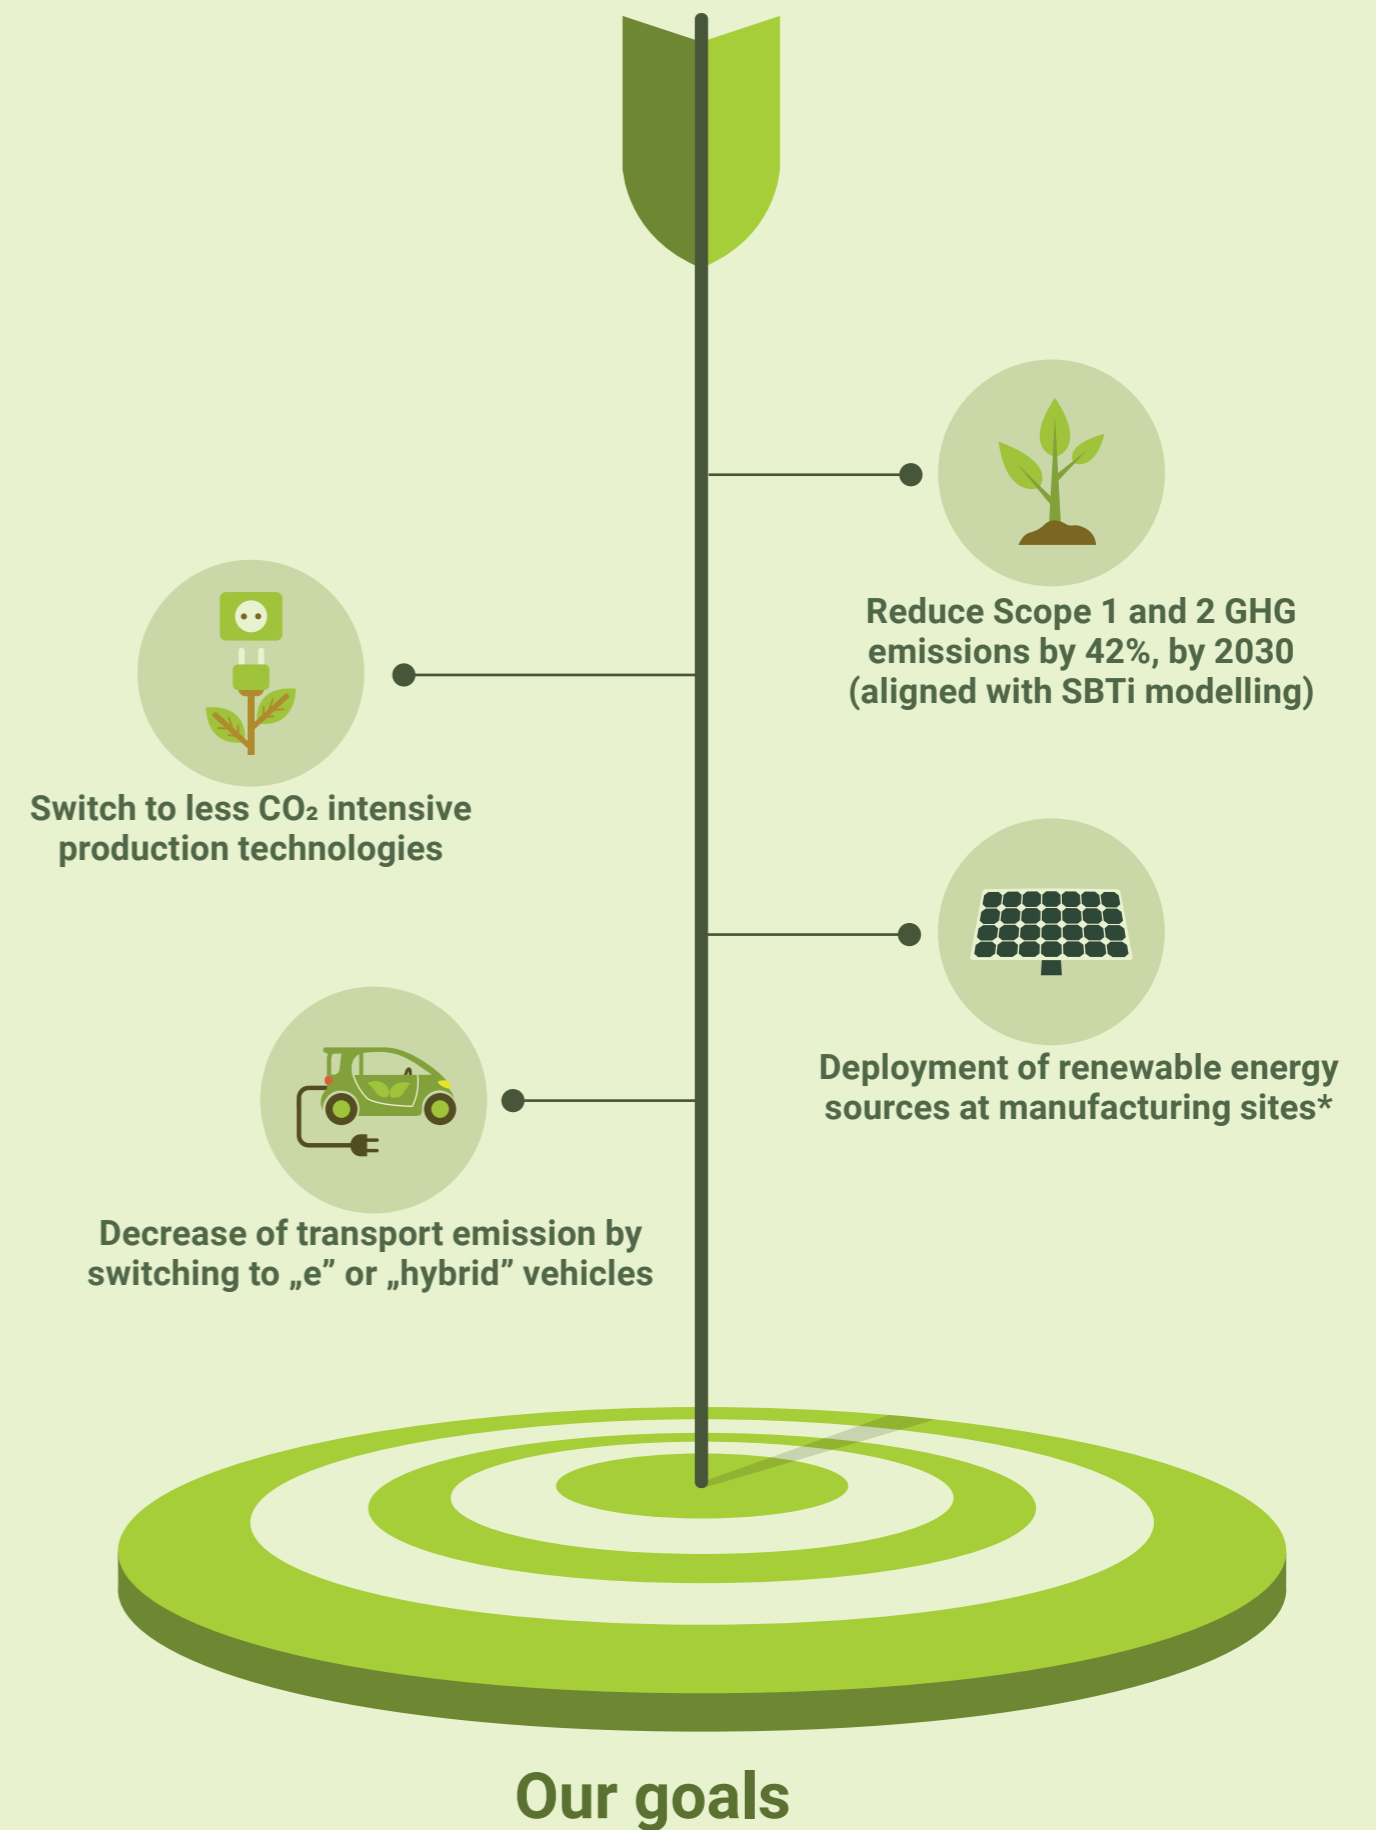 Reduce Scope 1 and 2 GHG
emissions by 42%, by 2030
(aligned with SBTi modelling)
Switch to less CO₂ intensive
production technologies
Deployment of renewable energy
sources at manufacturing sites*
Decrease of transport emission by
switching to „e” or „hybrid” vehicles
Our goals